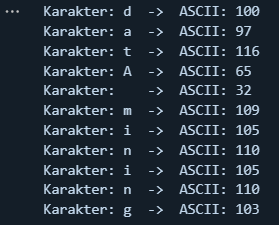 ... Karakter: d  ->  ASCII: 100
Karakter: a  ->  ASCII: 97
Karakter: t  ->  ASCII: 116
Karakter: A  ->  ASCII: 65
Karakter:    ->  ASCII: 32
Karakter: m  ->  ASCII: 109
Karakter: i  ->  ASCII: 105
Karakter: n  ->  ASCII: 110
Karakter: i  ->  ASCII: 105
Karakter: n  ->  ASCII: 110
Karakter: g  ->  ASCII: 103